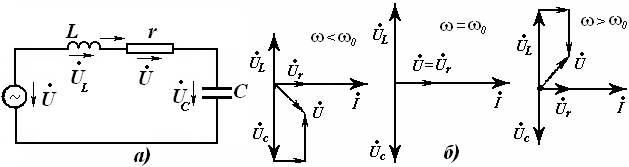 L r
U̇_L U̇
U̇ U̇_C C
а)
ω<ω₀ ω=ω₀ ω>ω₀
U̇_L U̇_r U̇ İ U̇_c
U̇_L U̇=U̇_r İ U̇_c
U̇_L U̇ U̇_r İ U̇_c
б)